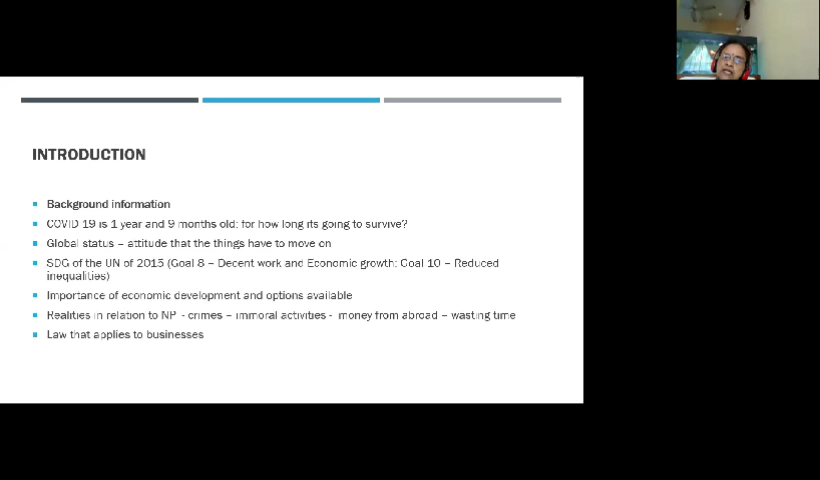 INTRODUCTION
Background information
COVID 19 is 1 year and 9 months old: for how long its going to survive?
Global status – attitude that the things have to move on
SDG of the UN of 2015 (Goal 8 – Decent work and Economic growth: Goal 10 – Reduced
inequalities)
Importance of economic development and options available
Realities in relation to NP - crimes – immoral activities - money from abroad – wasting time
Law that applies to businesses